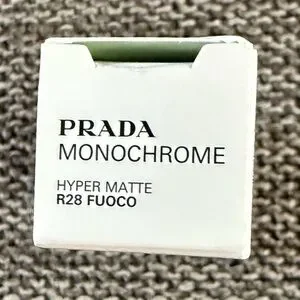 PRADA
MONOCHROME
HYPER MATTE
R28 FUOCO